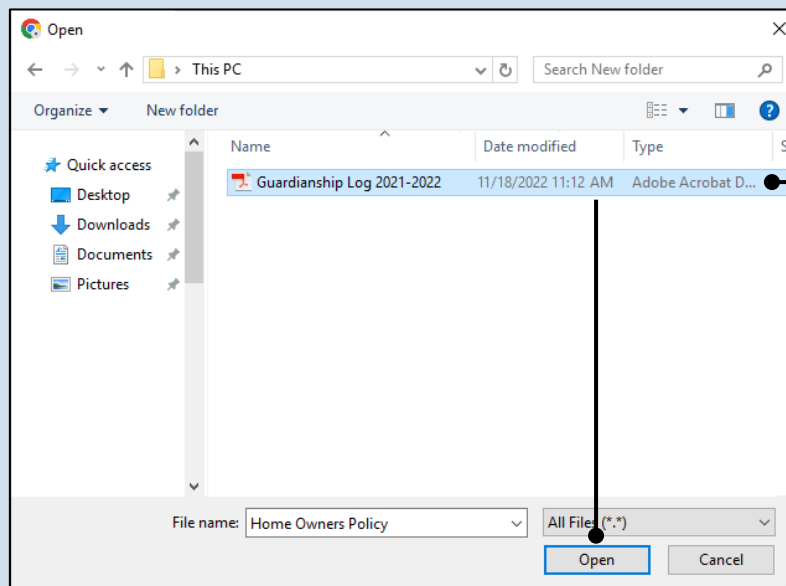 Open
This PC
Search New folder
Organize New folder
Name Date modified Type S
Quick access
Guardianship Log 2021-2022 11/18/2022 11:12 AM Adobe Acrobat D...
Desktop
Downloads
Documents
Pictures
File name: Home Owners Policy All Files (*.*)
Open Cancel